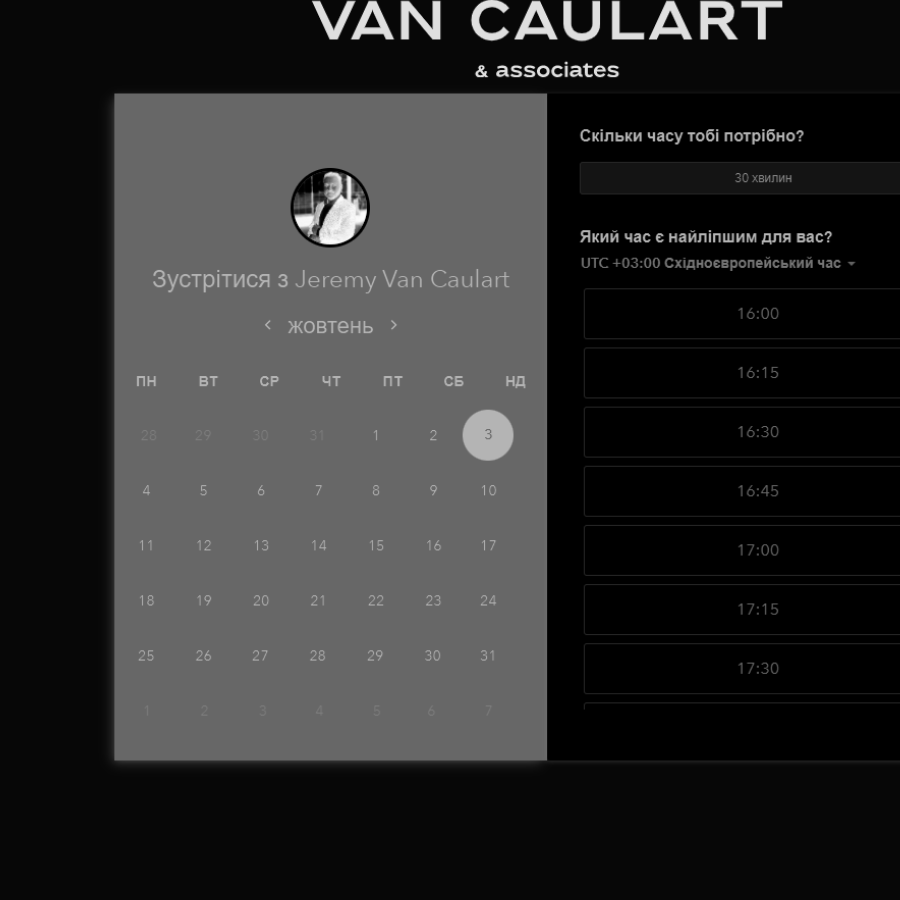 VAN CAULART
& associates
Зустрітися з Jeremy Van Caulart
жовтень
ПН ВТ СР ЧТ ПТ СБ НД
28 29 30 31 1 2 3
4 5 6 7 8 9 10
11 12 13 14 15 16 17
18 19 20 21 22 23 24
25 26 27 28 29 30 31
1 2 3 4 5 6 7
Скільки часу тобі потрібно?
30 хвилин
Який час є найліпшим для вас?
UTC +03:00 Східноєвропейський час
16:00
16:15
16:30
16:45
17:00
17:15
17:30